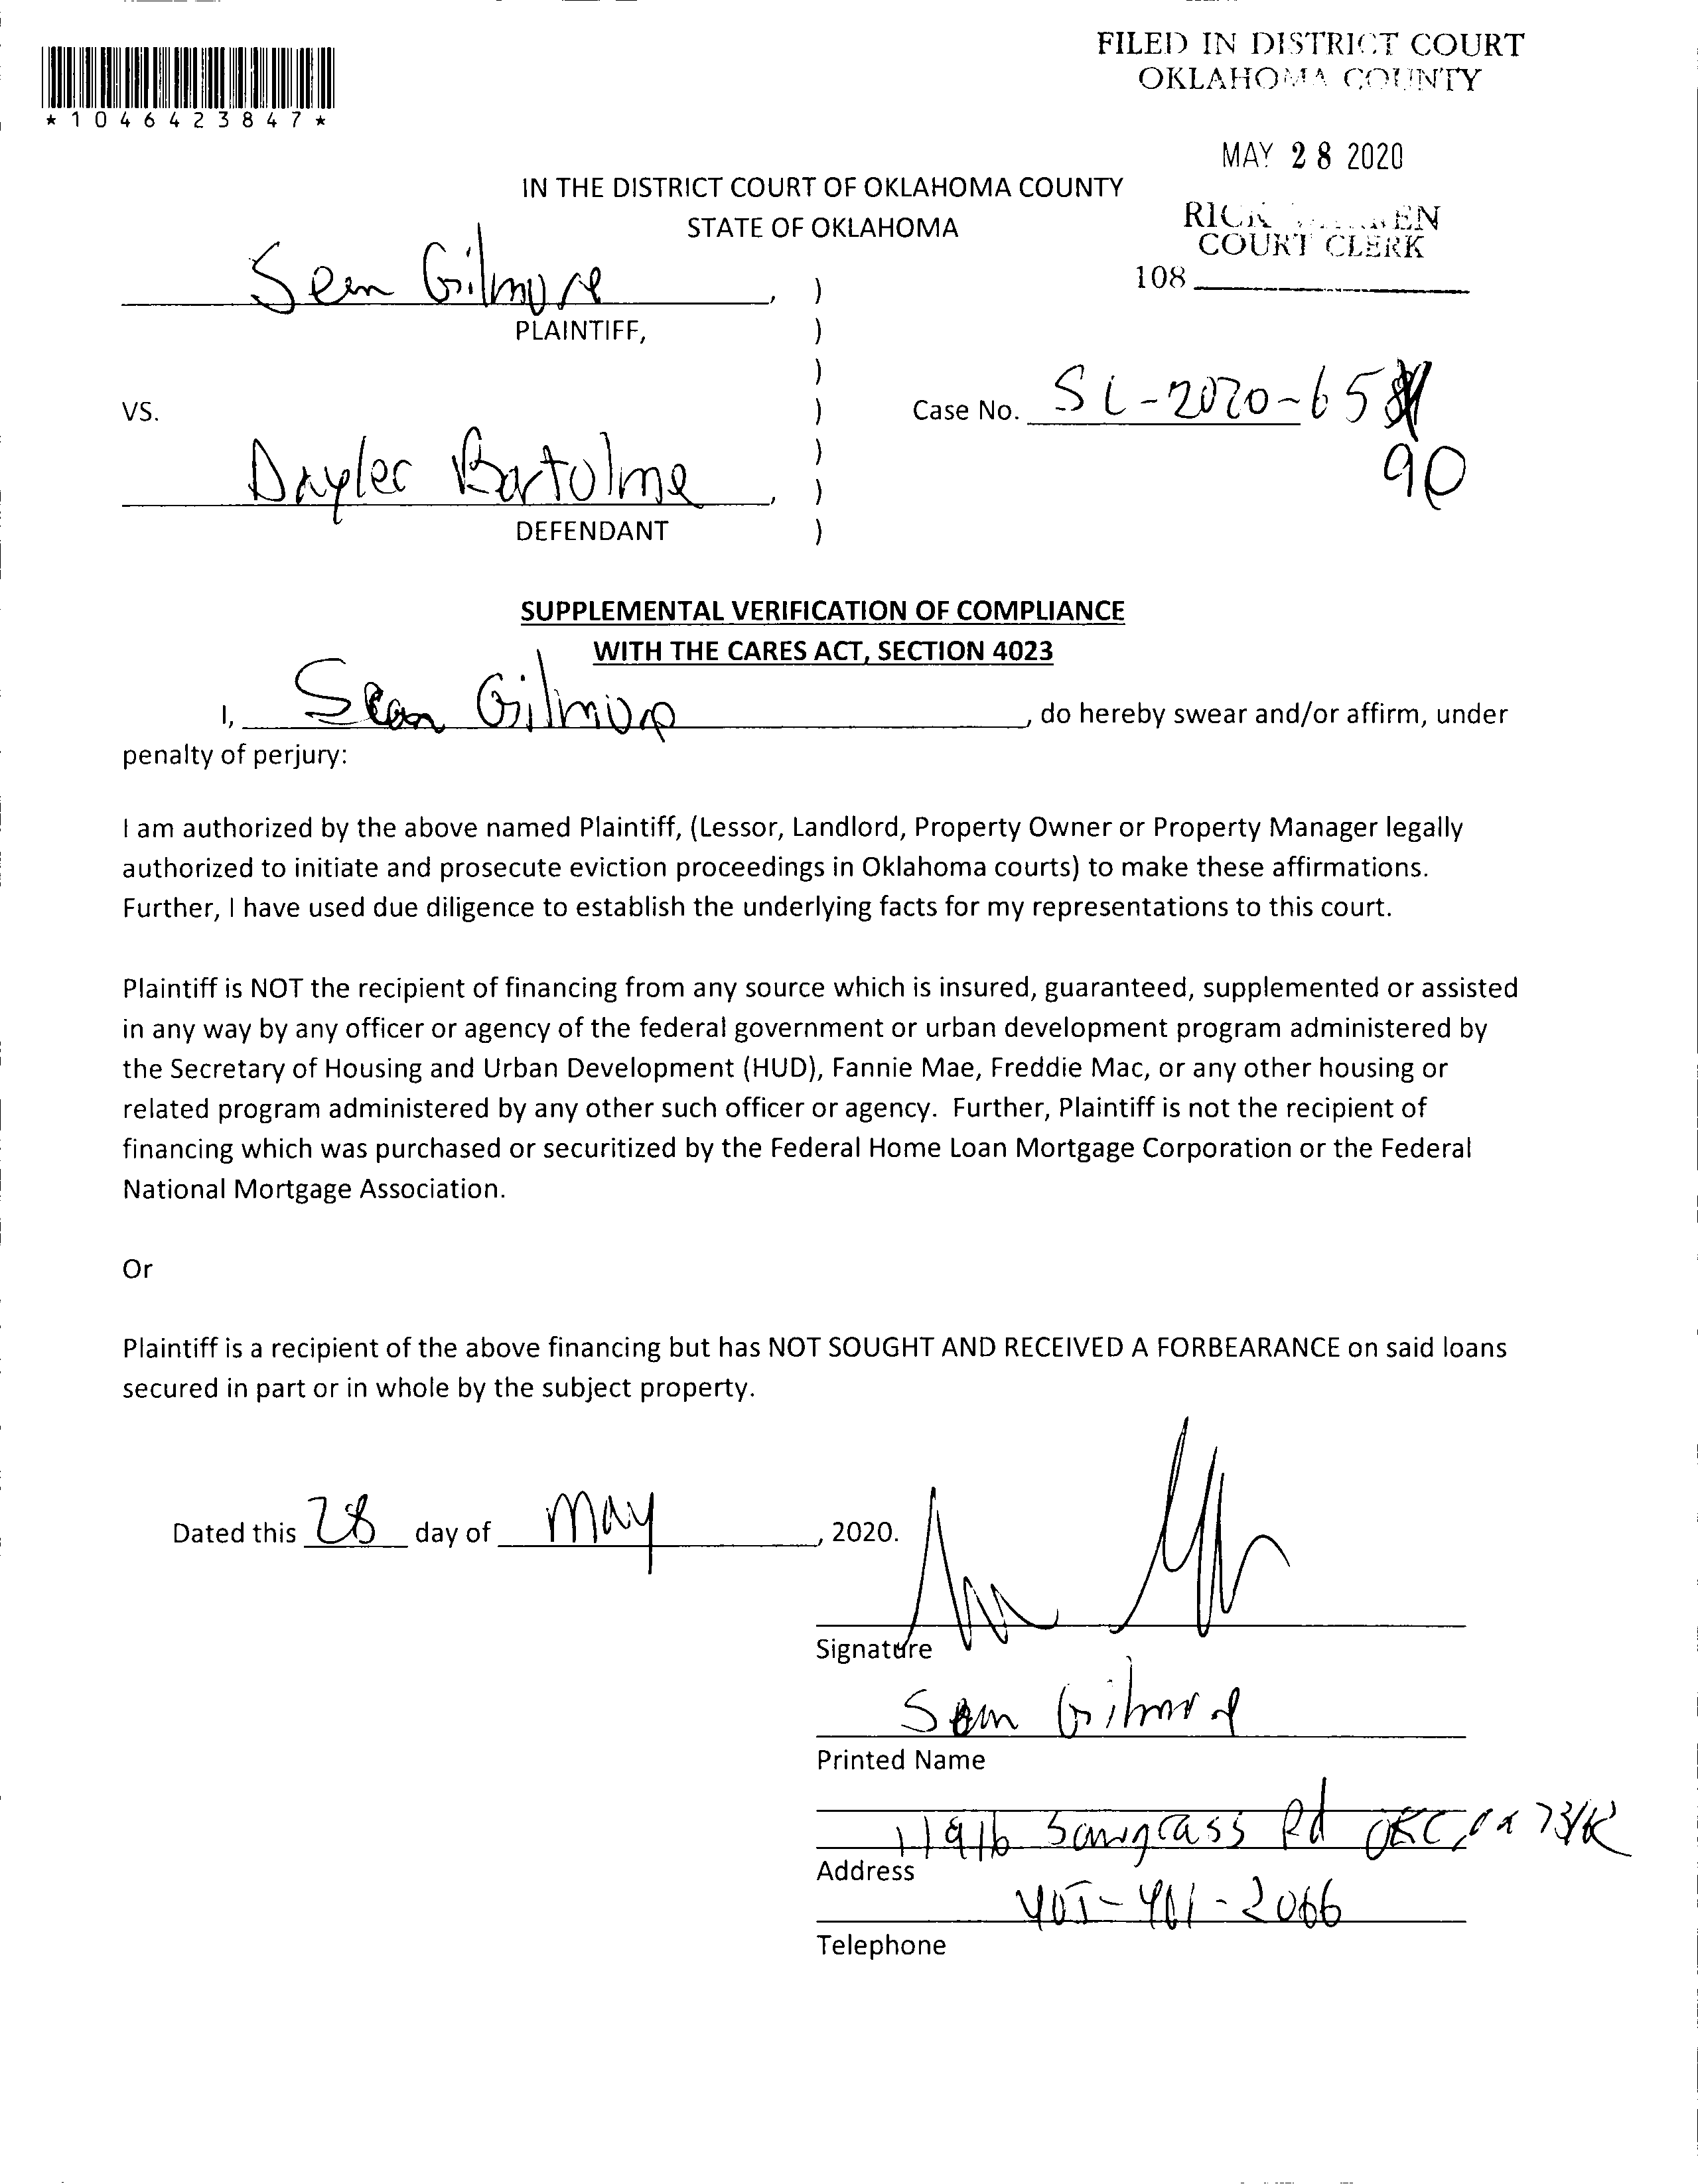 FILED IN DISTRICT COURT
OKLAHOMA COUNTY
*1046423847*
MAY 28 2020
IN THE DISTRICT COURT OF OKLAHOMA COUNTY
STATE OF OKLAHOMA
RICK
COURT CLERK
108
Sean Gilmore,
PLAINTIFF,
)
)
)
)
)
)
)
VS.
Case No. SC-2020-65
90
Bartolme,
DEFENDANT
SUPPLEMENTAL VERIFICATION OF COMPLIANCE
WITH THE CARES ACT, SECTION 4023
I, Sean Gilmore, do hereby swear and/or affirm, under
penalty of perjury:
I am authorized by the above named Plaintiff, (Lessor, Landlord, Property Owner or Property Manager legally
authorized to initiate and prosecute eviction proceedings in Oklahoma courts) to make these affirmations.
Further, I have used due diligence to establish the underlying facts for my representations to this court.
Plaintiff is NOT the recipient of financing from any source which is insured, guaranteed, supplemented or assisted
in any way by any officer or agency of the federal government or urban development program administered by
the Secretary of Housing and Urban Development (HUD), Fannie Mae, Freddie Mac, or any other housing or
related program administered by any other such officer or agency. Further, Plaintiff is not the recipient of
financing which was purchased or securitized by the Federal Home Loan Mortgage Corporation or the Federal
National Mortgage Association.
Or
Plaintiff is a recipient of the above financing but has NOT SOUGHT AND RECEIVED A FORBEARANCE on said loans
secured in part or in whole by the subject property.
Dated this 28 day of May, 2020.
Signature
Sean Gilmore
Printed Name
11916 Sawgrass Rd OKC,
Address
405-401-2066
Telephone